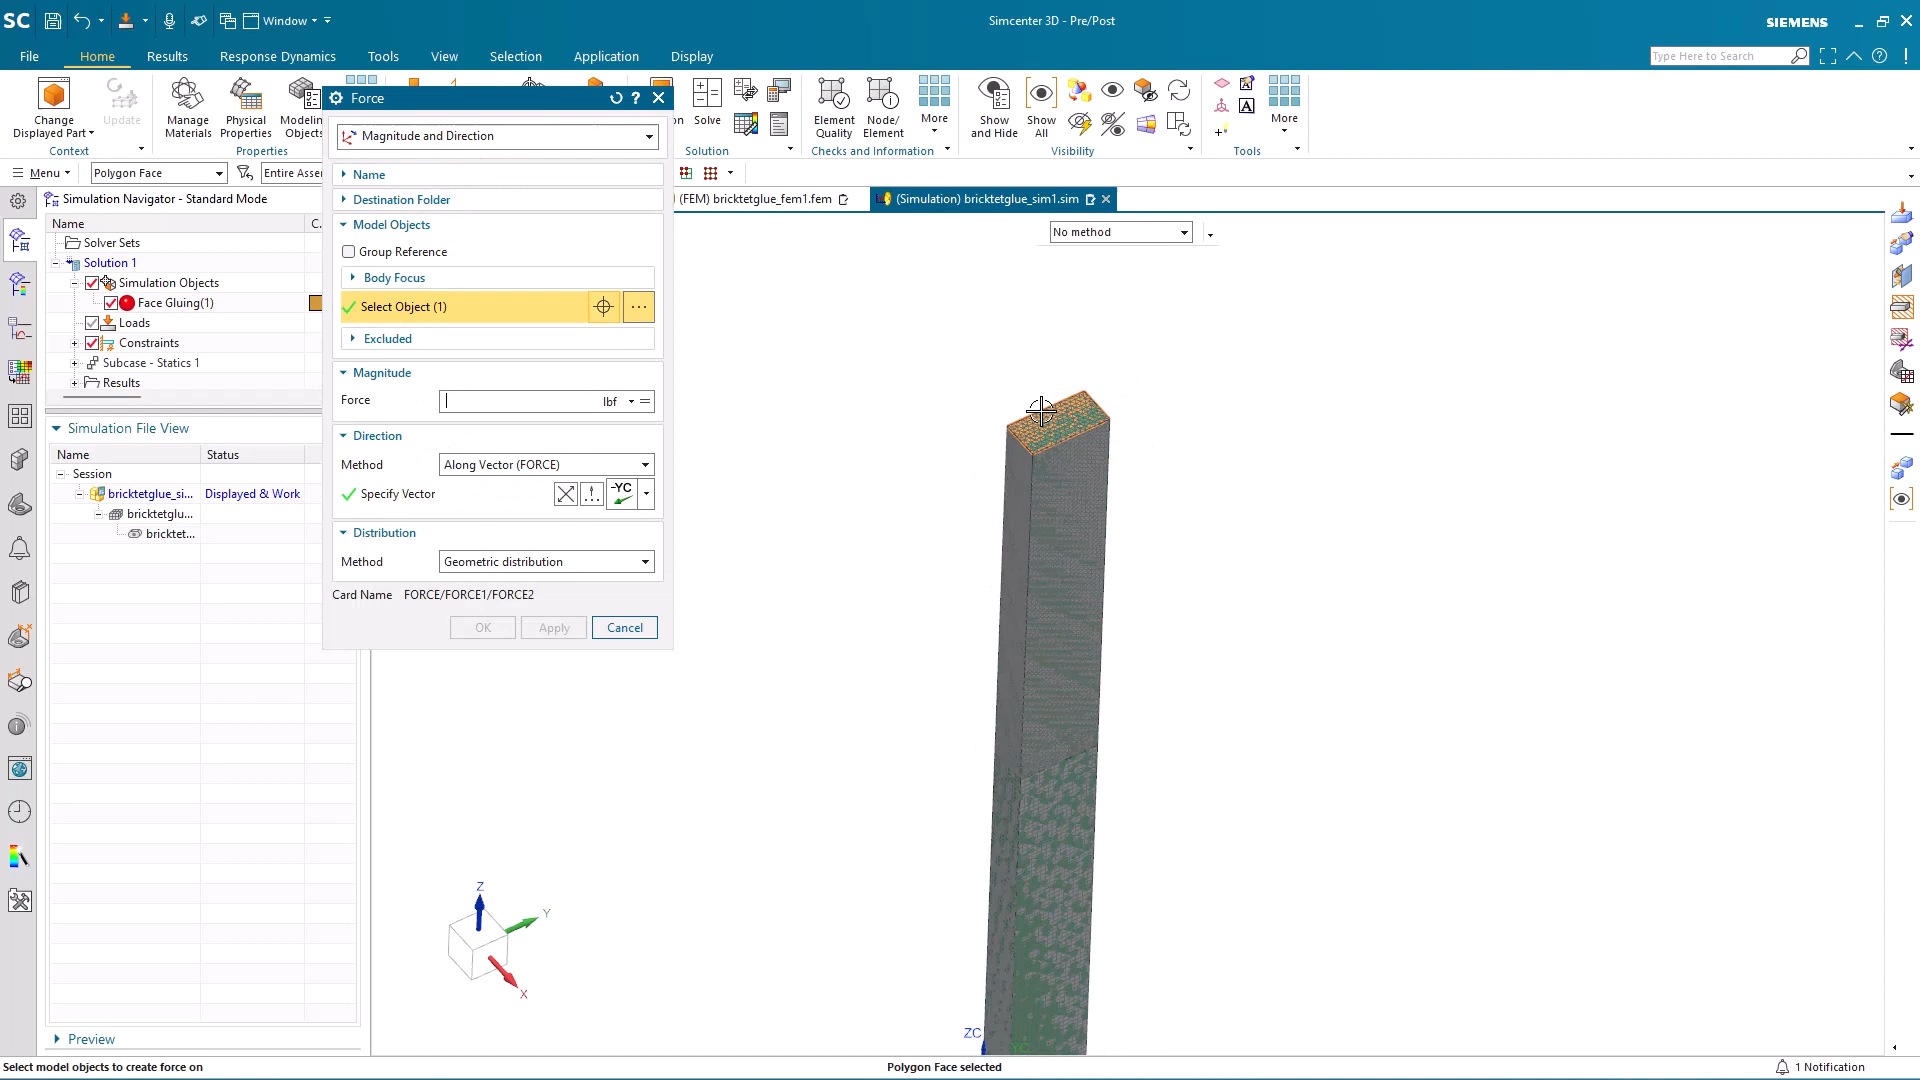 SC Window Simcenter 3D - Pre/Post SIEMENS
File Home Results Response Dynamics Tools View Selection Application Display Type Here to Search
Change Displayed Part
Update
Manage Materials
Physical Properties
Modeling Objects
Solve
Element Quality
Node/ Element
More
Show and Hide
Show All
More
Context Properties Solution Checks and Information Visibility Tools
Menu Polygon Face Entire Asser
Simulation Navigator - Standard Mode
(FEM) bricktetglue_fem1.fem (Simulation) bricktetglue_sim1.sim
Name C.
Solver Sets
Solution 1
Simulation Objects
Face Gluing(1)
Loads
Constraints
Subcase - Statics 1
Results
Simulation File View
Name Status
Session
bricktetglue_si... Displayed & Work
bricktetglu...
bricktet...
Preview
Force
Magnitude and Direction
Name
Destination Folder
Model Objects
Group Reference
Body Focus
Select Object (1)
Excluded
Magnitude
Force lbf
Direction
Method Along Vector (FORCE)
Specify Vector -YC
Distribution
Method Geometric distribution
Card Name FORCE/FORCE1/FORCE2
OK Apply Cancel
No method
Z
Y
X
ZC
YC
Select model objects to create force on Polygon Face selected 1 Notification